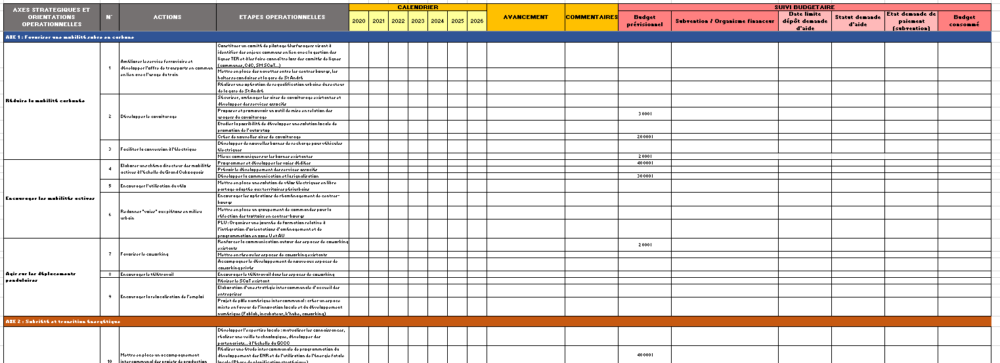 AXES STRATEGIQUES ET
ORIENTATIONS
OPERATIONNELLES
N°
ACTIONS
ETAPES OPERATIONNELLES
CALENDRIER
2020
2021
2022
2023
2024
2025
2026
AVANCEMENT
COMMENTAIRES
SUIVI BUDGETAIRE
Budget
prévisionnel
Subvention / Organisme financeur
Date limite
dépôt demande
d'aide
Statut demande
d'aide
Etat demande de
paiement
(subvention)
Budget
consommé
AXE 1 : Favoriser une mobilité sobre en carbone
Réduire la mobilité carbonée
1
Améliorer le service ferroviaire et
développer l'offre de transports en commun
en lien avec l'usage du train
Constituer un comité de pilotage élus/usagers visant à
identifier des enjeux communs en lien avec la gestion des
lignes TER et à les faire connaître lors des comités de lignes
(communes, CdC, SM SCoT...)
Mettre en place des navettes entre les centres bourgs, les
haltes secondaires et la gare de St André
Réaliser une opération de requalification urbaine du secteur
de la gare de St André
2
Développer le covoiturage
Sécuriser, aménager les aires de covoiturage existantes et
développer des services associés
Proposer et promouvoir un outil de mise en relation des
usagers du covoiturage
3 000 €
Etudier la possibilité de développer une solution locale de
promotion de l'auto-stop
Créer de nouvelles aires de covoiturage
20 000 €
3
Faciliter la conversion à l'électrique
Développer de nouvelles bornes de recharge pour véhicules
électriques
Mieux communiquer sur les bornes existantes
2 000 €
Encourager les mobilités actives
4
Elaborer un schéma directeur des mobilités
actives à l'échelle du Grand Cubzaguais
Programmer et développer les voies dédiées
40 000 €
Prévoir le développement des services associés
Développer la communication et la signalisation
30 000 €
5
Encourager l'utilisation du vélo
Mettre en place une solution de vélos électriques en libre
partage adaptée aux territoires périurbains
6
Redonner "voies" aux piétons en milieu
urbain
Encourager les opérations de réaménagement de centres-
bourgs
Mettre en place un groupement de commandes pour la
réfection des trottoirs en centres-bourgs
PLU : Organiser une journée de formation relative à
l'intégration d'orientations d'aménagement et de
programmation en zone U et AU
Agir sur les déplacements
pendulaires
7
Favoriser le coworking
Renforcer la communication autour des espaces de coworking
existants
2 000 €
Mettre en réseau les espaces de coworking existants
Accompagner le développement de nouveaux espaces de
coworking privés
8
Encourager le télétravail
Encourager le télétravail dans les espaces de coworking
9
Encourager la relocalisation de l'emploi
Réviser le SCoT existant
Elaboration d'une stratégie intercommunale d'accueil des
entreprises
Projet de pôle numérique intercommunal : créer un espace
mixte en faveur de l'innovation locale et du développement
numérique (Fablab, incubateur, k'hubs, coworking)
AXE 2 : Sobriété et transition énergétique
10
Mettre en place un accompagnement
intercommunal des projets de production
Développer l'expertise locale : mutualiser les connaissances,
réaliser une veille technologique, développer des
partenariats... à l'échelle du GCCC
Réaliser une étude intercommunale de programmation du
développement des ENR et de l'utilisation de l'énergie fatale
locale (Phase de planification stratégique)
40 000 €